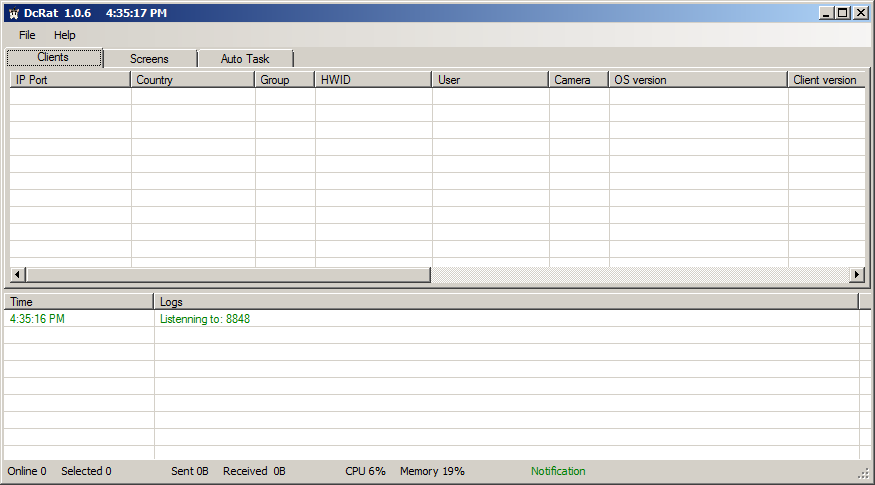 DcRat 1.0.6 4:35:17 PM
File Help
Clients Screens Auto Task
IP Port Country Group HWID User Camera OS version Client version
Time Logs
4:35:16 PM Listenning to: 8848
Online 0 Selected 0 Sent 0B Received 0B CPU 6% Memory 19% Notification